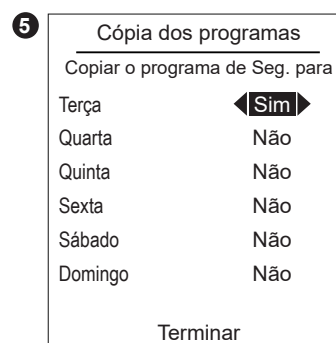 5
Cópia dos programas
Copiar o programa de Seg. para
Terça Sim
Quarta Não
Quinta Não
Sexta Não
Sábado Não
Domingo Não
Terminar